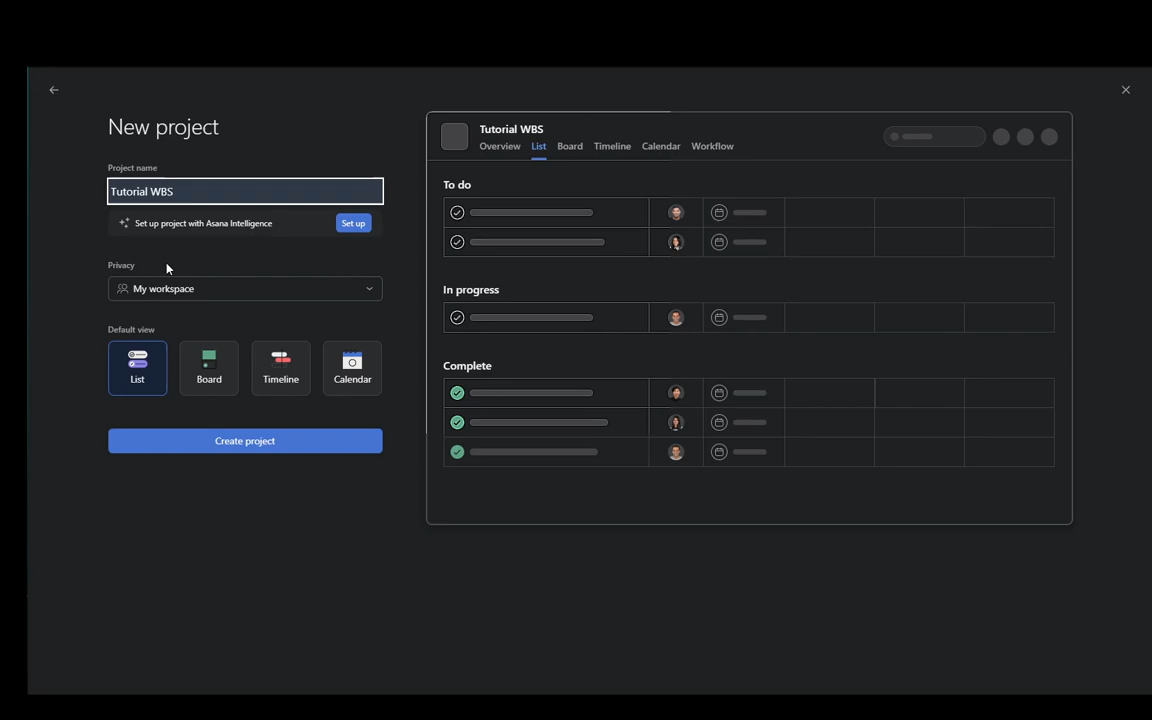 New project
Project name
Tutorial WBS
Set up project with Asana Intelligence
Set up
Privacy
My workspace
Default view
List
Board
Timeline
Calendar
Create project
Tutorial WBS
Overview List Board Timeline Calendar Workflow
To do
In progress
Complete